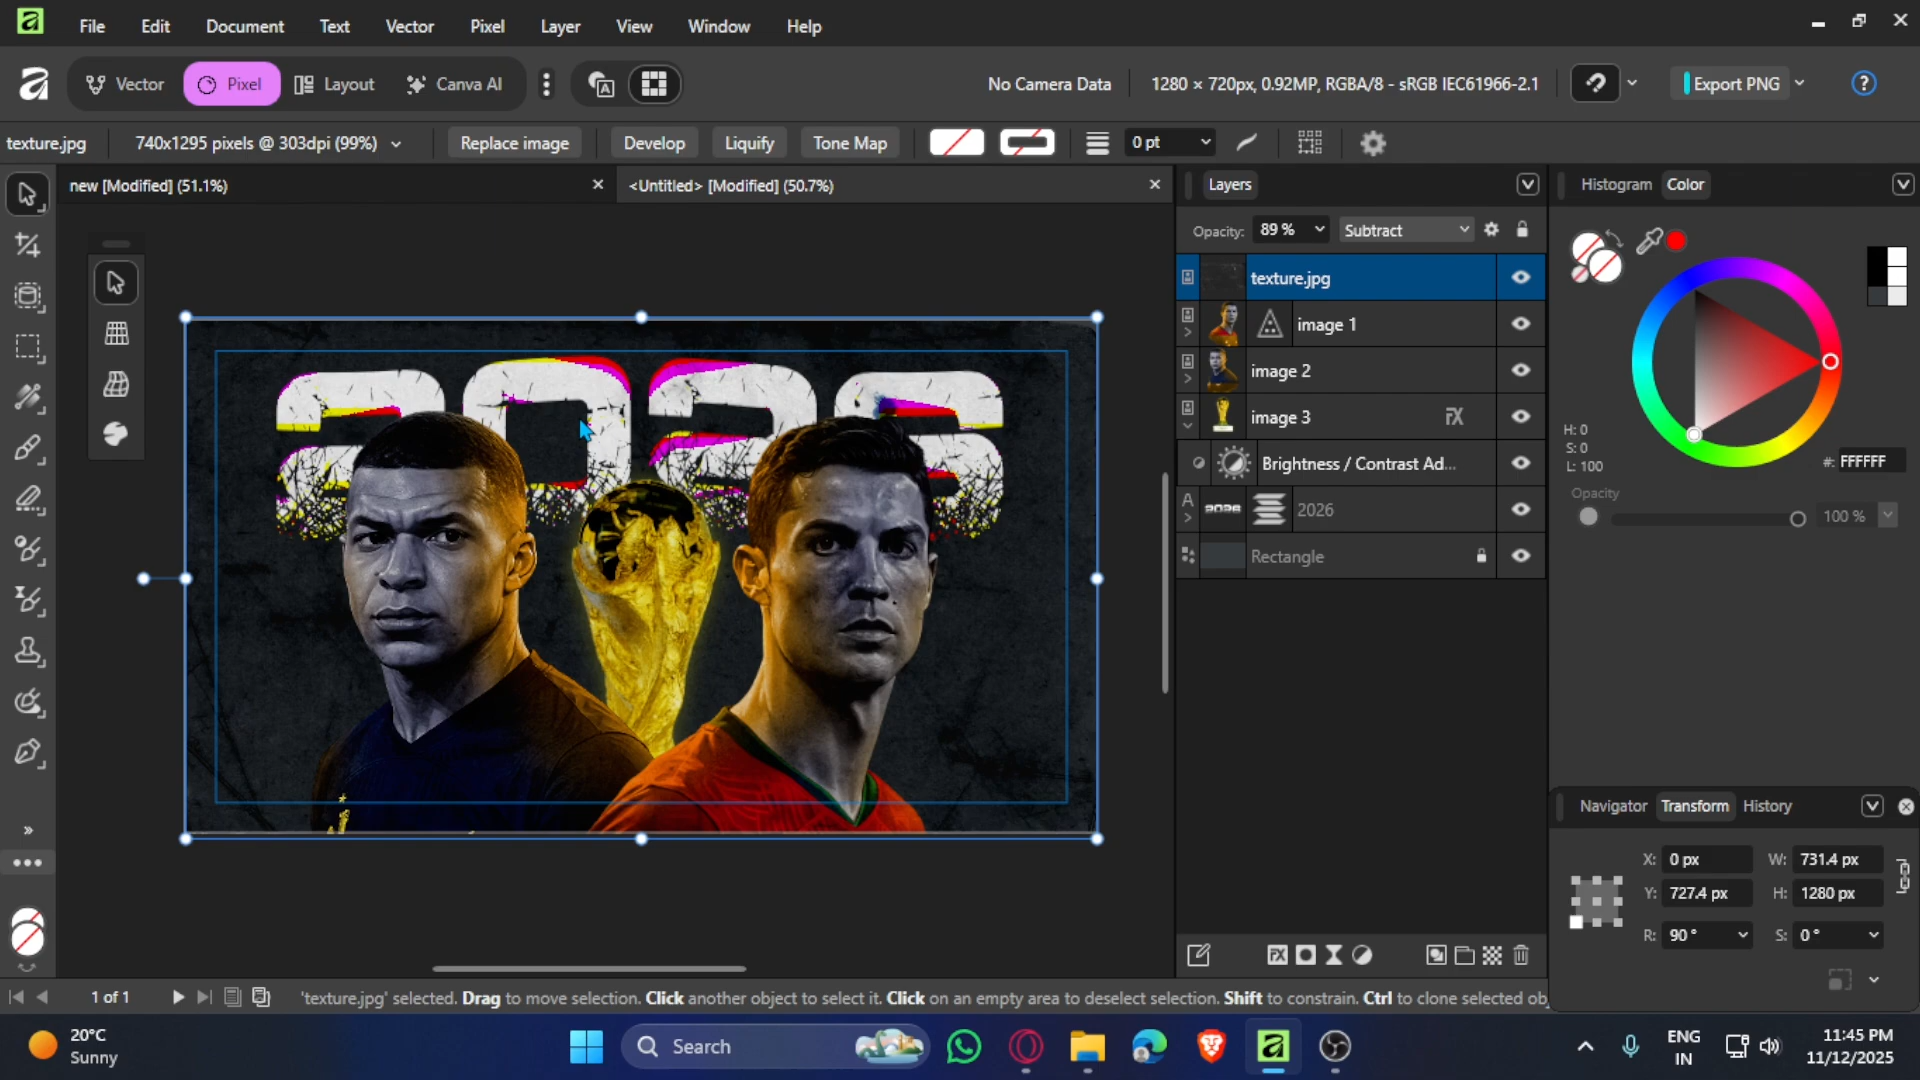 File Edit Document Text Vector Pixel Layer View Window Help
Vector Pixel Layout Canva AI No Camera Data 1280 × 720px, 0.92MP, RGBA/8 - sRGB IEC61966-2.1 Export PNG ?
texture.jpg 740x1295 pixels @ 303dpi (99%) Replace image Develop Liquify Tone Map 0 pt
new [Modified] (51.1%) <Untitled> [Modified] (50.7%)
Layers
Opacity: 89 % Subtract
texture.jpg
image 1
image 2
image 3 FX
Brightness / Contrast Ad...
2026
Rectangle
2026
Histogram Color
H: 0
S: 0
L: 100
#: FFFFFF
Opacity
100 %
Navigator Transform History
X: 0 px W: 731.4 px
Y: 727.4 px H: 1280 px
R: 90° S: 0°
1 of 1 'texture.jpg' selected. Drag to move selection. Click another object to select it. Click on an empty area to deselect selection. Shift to constrain. Ctrl to clone selected ob
20°C
Sunny
Search
ENG
IN
11:45 PM
11/12/2025